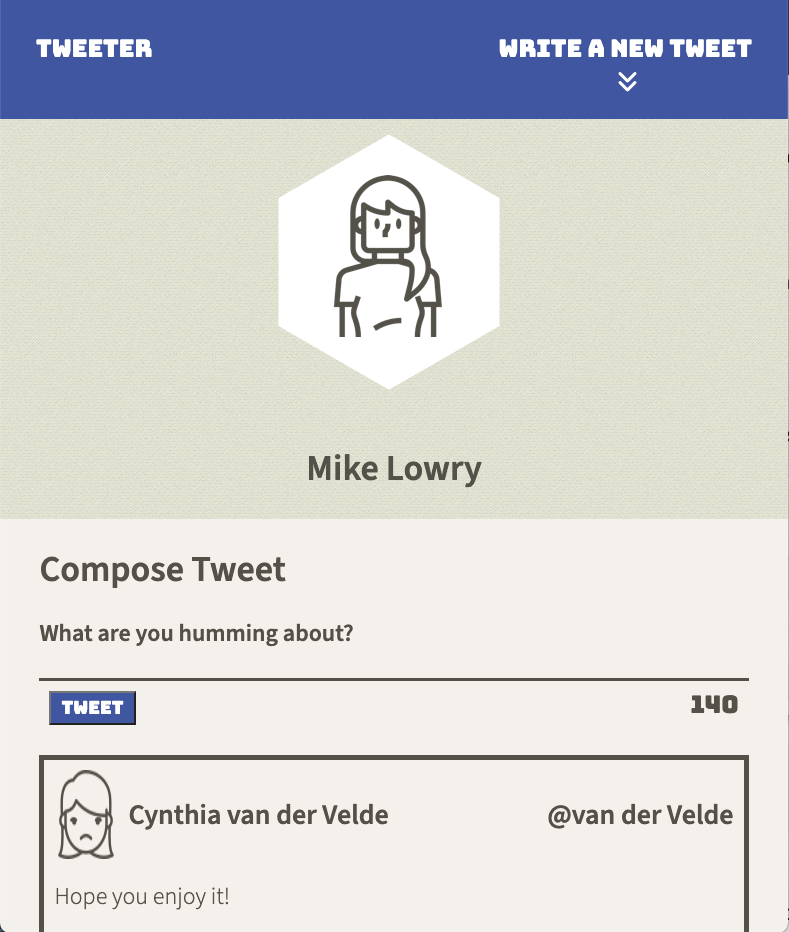 TWEETER
WRITE A NEW TWEET
Mike Lowry
Compose Tweet
What are you humming about?
TWEET
140
Cynthia van der Velde
@van der Velde
Hope you enjoy it!